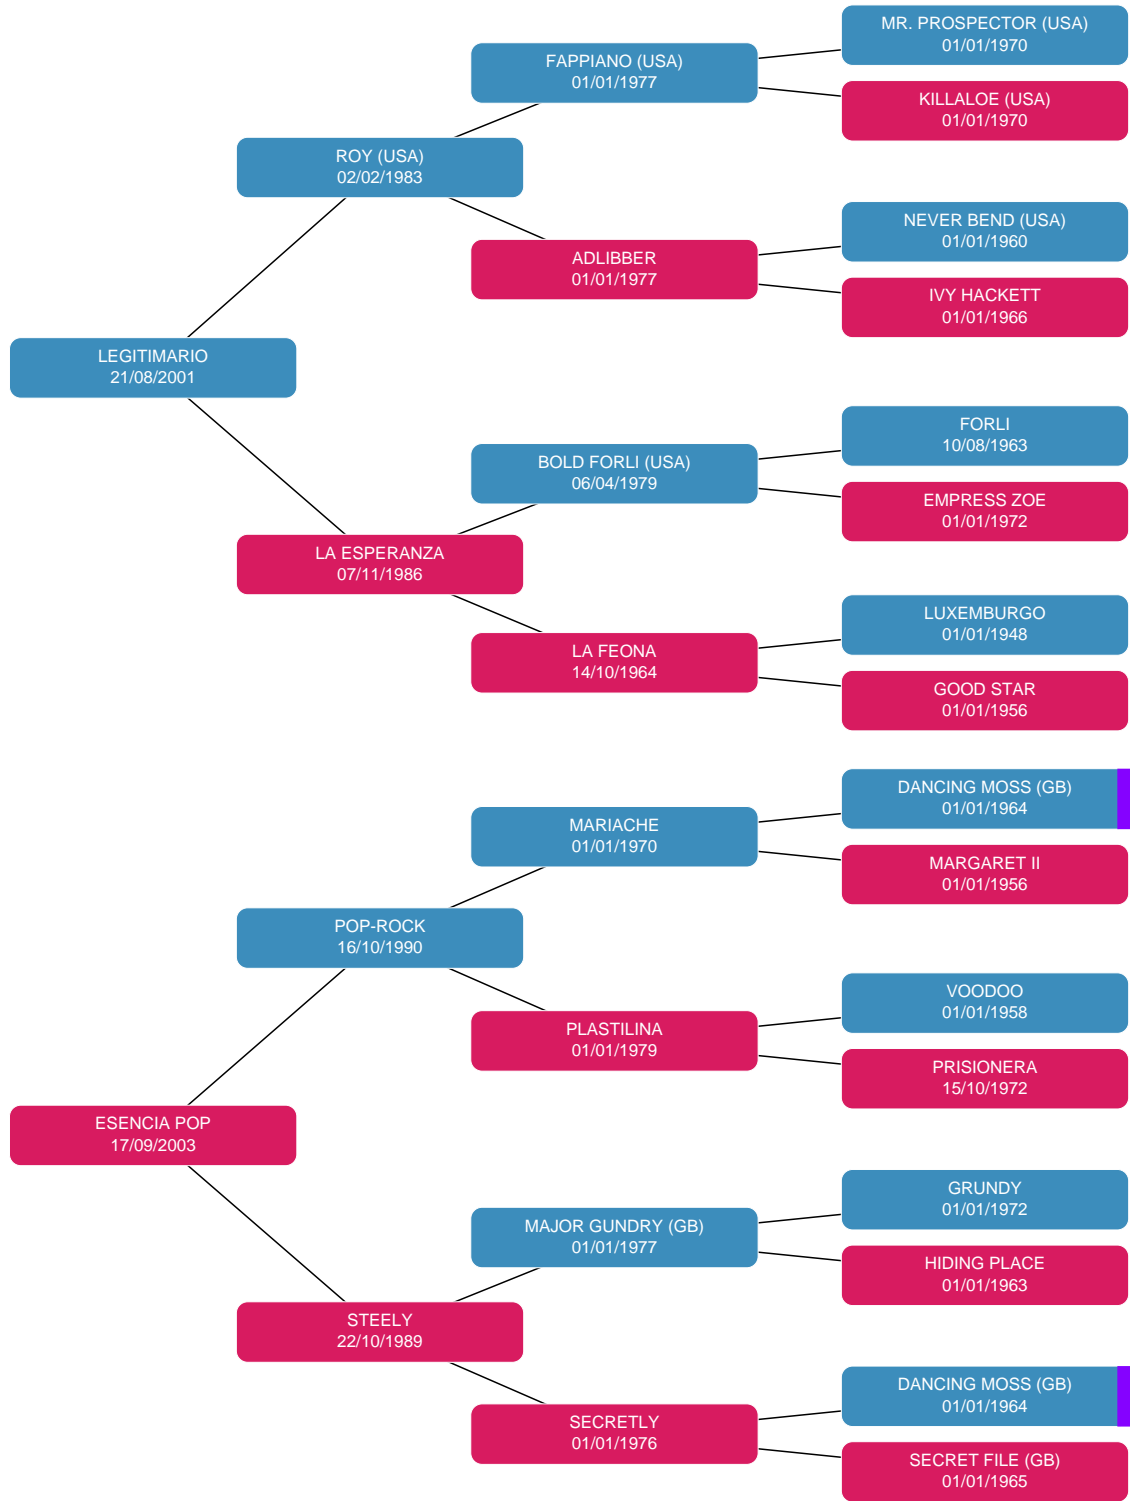 MR. PROSPECTOR (USA)
01/01/1970
FAPPIANO (USA)
01/01/1977
KILLALOE (USA)
01/01/1970
ROY (USA)
02/02/1983
NEVER BEND (USA)
01/01/1960
ADLIBBER
01/01/1977
IVY HACKETT
01/01/1966
LEGITIMARIO
21/08/2001
FORLI
10/08/1963
BOLD FORLI (USA)
06/04/1979
EMPRESS ZOE
01/01/1972
LA ESPERANZA
07/11/1986
LUXEMBURGO
01/01/1948
LA FEONA
14/10/1964
GOOD STAR
01/01/1956
DANCING MOSS (GB)
01/01/1964
MARIACHE
01/01/1970
MARGARET II
01/01/1956
POP-ROCK
16/10/1990
VOODOO
01/01/1958
PLASTILINA
01/01/1979
PRISIONERA
15/10/1972
ESENCIA POP
17/09/2003
GRUNDY
01/01/1972
MAJOR GUNDRY (GB)
01/01/1977
HIDING PLACE
01/01/1963
STEELY
22/10/1989
DANCING MOSS (GB)
01/01/1964
SECRETLY
01/01/1976
SECRET FILE (GB)
01/01/1965